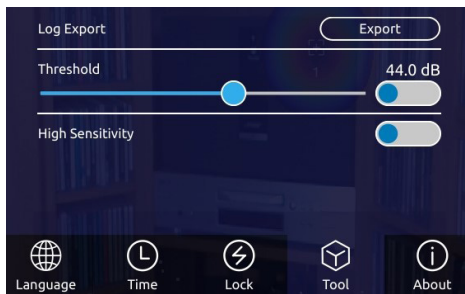 Log Export Export
Threshold 44.0 dB
High Sensitivity
Language Time Lock Tool About